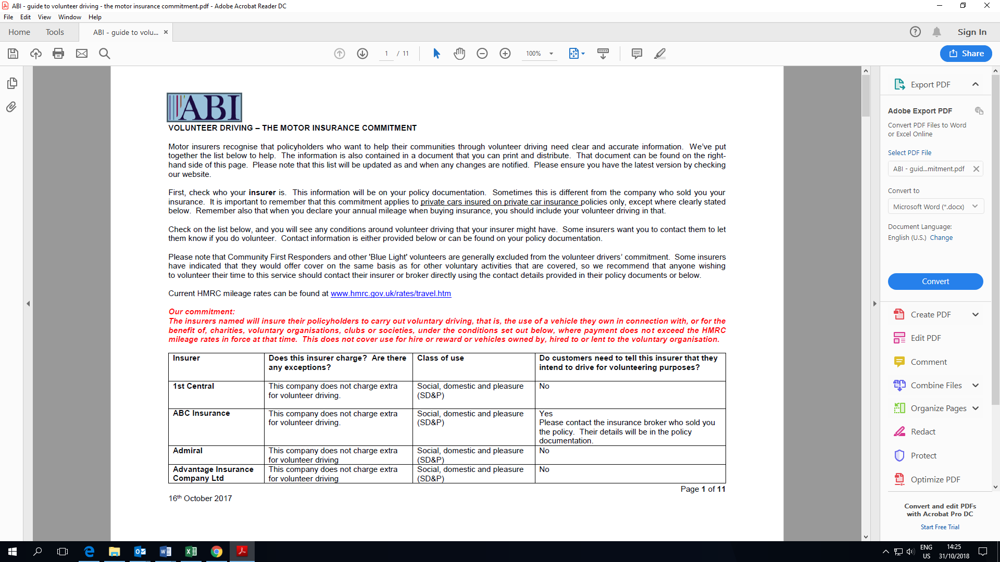 ABI - guide to volunteer driving - the motor insurance commitment.pdf - Adobe Acrobat Reader DC
File Edit View Window Help
Home Tools ABI - guide to volu... × Sign In
1 / 11 100% Share
ABI
VOLUNTEER DRIVING – THE MOTOR INSURANCE COMMITMENT
Motor insurers recognise that policyholders who want to help their communities through volunteer driving need clear and accurate information. We've put
together the list below to help. The information is also contained in a document that you can print and distribute. That document can be found on the right-
hand side of this page. Please note that this list will be updated as and when any changes are notified. Please ensure you have the latest version by checking
our website.
First, check who your insurer is. This information will be on your policy documentation. Sometimes this is different from the company who sold you your
insurance. It is important to remember that this commitment applies to private cars insured on private car insurance policies only, except where clearly stated
below. Remember also that when you declare your annual mileage when buying insurance, you should include your volunteer driving in that.
Check on the list below, and you will see any conditions around volunteer driving that your insurer might have. Some insurers want you to contact them to let
them know if you do volunteer. Contact information is either provided below or can be found on your policy documentation.
Please note that Community First Responders and other 'Blue Light' volunteers are generally excluded from the volunteer drivers' commitment. Some insurers
have indicated that they would offer cover on the same basis as for other voluntary activities that are covered, so we recommend that anyone wishing
to volunteer their time to this service should contact their insurer or broker directly using the contact details provided in their policy documents or below.
Current HMRC mileage rates can be found at www.hmrc.gov.uk/rates/travel.htm
Our commitment:
The insurers named will insure their policyholders to carry out voluntary driving, that is, the use of a vehicle they own in connection with, or for the
benefit of, charities, voluntary organisations, clubs or societies, under the conditions set out below, where payment does not exceed the HMRC
mileage rates in force at that time. This does not cover use for hire or reward or vehicles owned by, hired to or lent to the voluntary organisation.
Insurer
Does this insurer charge? Are there
any exceptions?
Class of use
Do customers need to tell this insurer that they
intend to drive for volunteering purposes?
1st Central
This company does not charge extra
for volunteer driving.
Social, domestic and pleasure
(SD&P)
No
ABC Insurance
This company does not charge extra
for volunteer driving.
Social, domestic and pleasure
(SD&P)
Yes
Please contact the insurance broker who sold you
the policy. Their details will be in the policy
documentation.
Admiral
This company does not charge extra
for volunteer driving
Social, domestic and pleasure
(SD&P)
No
Advantage Insurance
Company Ltd
This company does not charge extra
for volunteer driving
Social, domestic and pleasure
(SD&P)
No
Page 1 of 11
16th October 2017
Export PDF
Adobe Export PDF
Convert PDF Files to Word
or Excel Online
Select PDF File
ABI - guid...mitment.pdf
Convert to
Microsoft Word (*.docx)
Document Language:
English (U.S.) Change
Convert
Create PDF
Edit PDF
Comment
Combine Files
Organize Pages
Redact
Protect
Optimize PDF
Convert and edit PDFs
with Acrobat Pro DC
Start Free Trial
ENG
US
14:25
31/10/2018